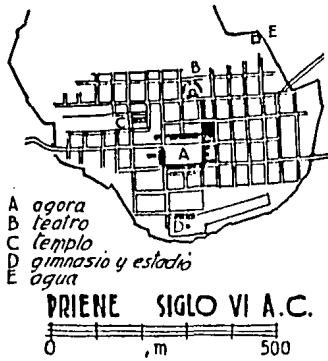 B E
B
A
C
A
D
A agora
B teatro
C templo
D gimnasio y estadio
E agua
PRIENE SIGLO VI A.C.
0 ,m 500